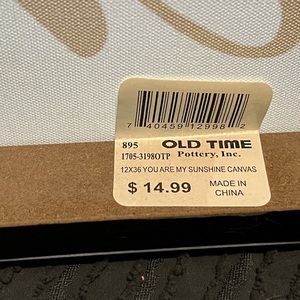 7 40459 12998 2
895 OLD TIME
1705-3198OTP Pottery, Inc.
12X36 YOU ARE MY SUNSHINE CANVAS
$ 14.99 MADE IN
CHINA